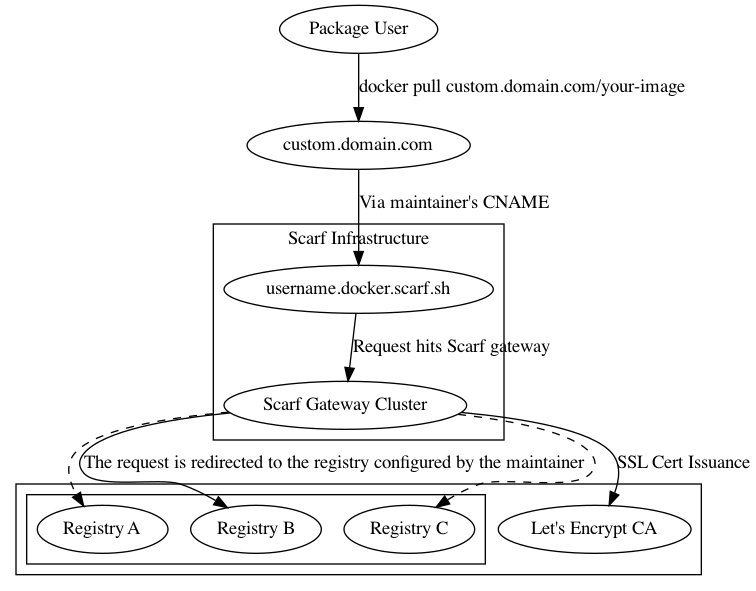 Package User
docker pull custom.domain.com/your-image
custom.domain.com
Via maintainer's CNAME
Scarf Infrastructure
username.docker.scarf.sh
Request hits Scarf gateway
Scarf Gateway Cluster
The request is redirected to the registry configured by the maintainer
SSL Cert Issuance
Registry A
Registry B
Registry C
Let's Encrypt CA